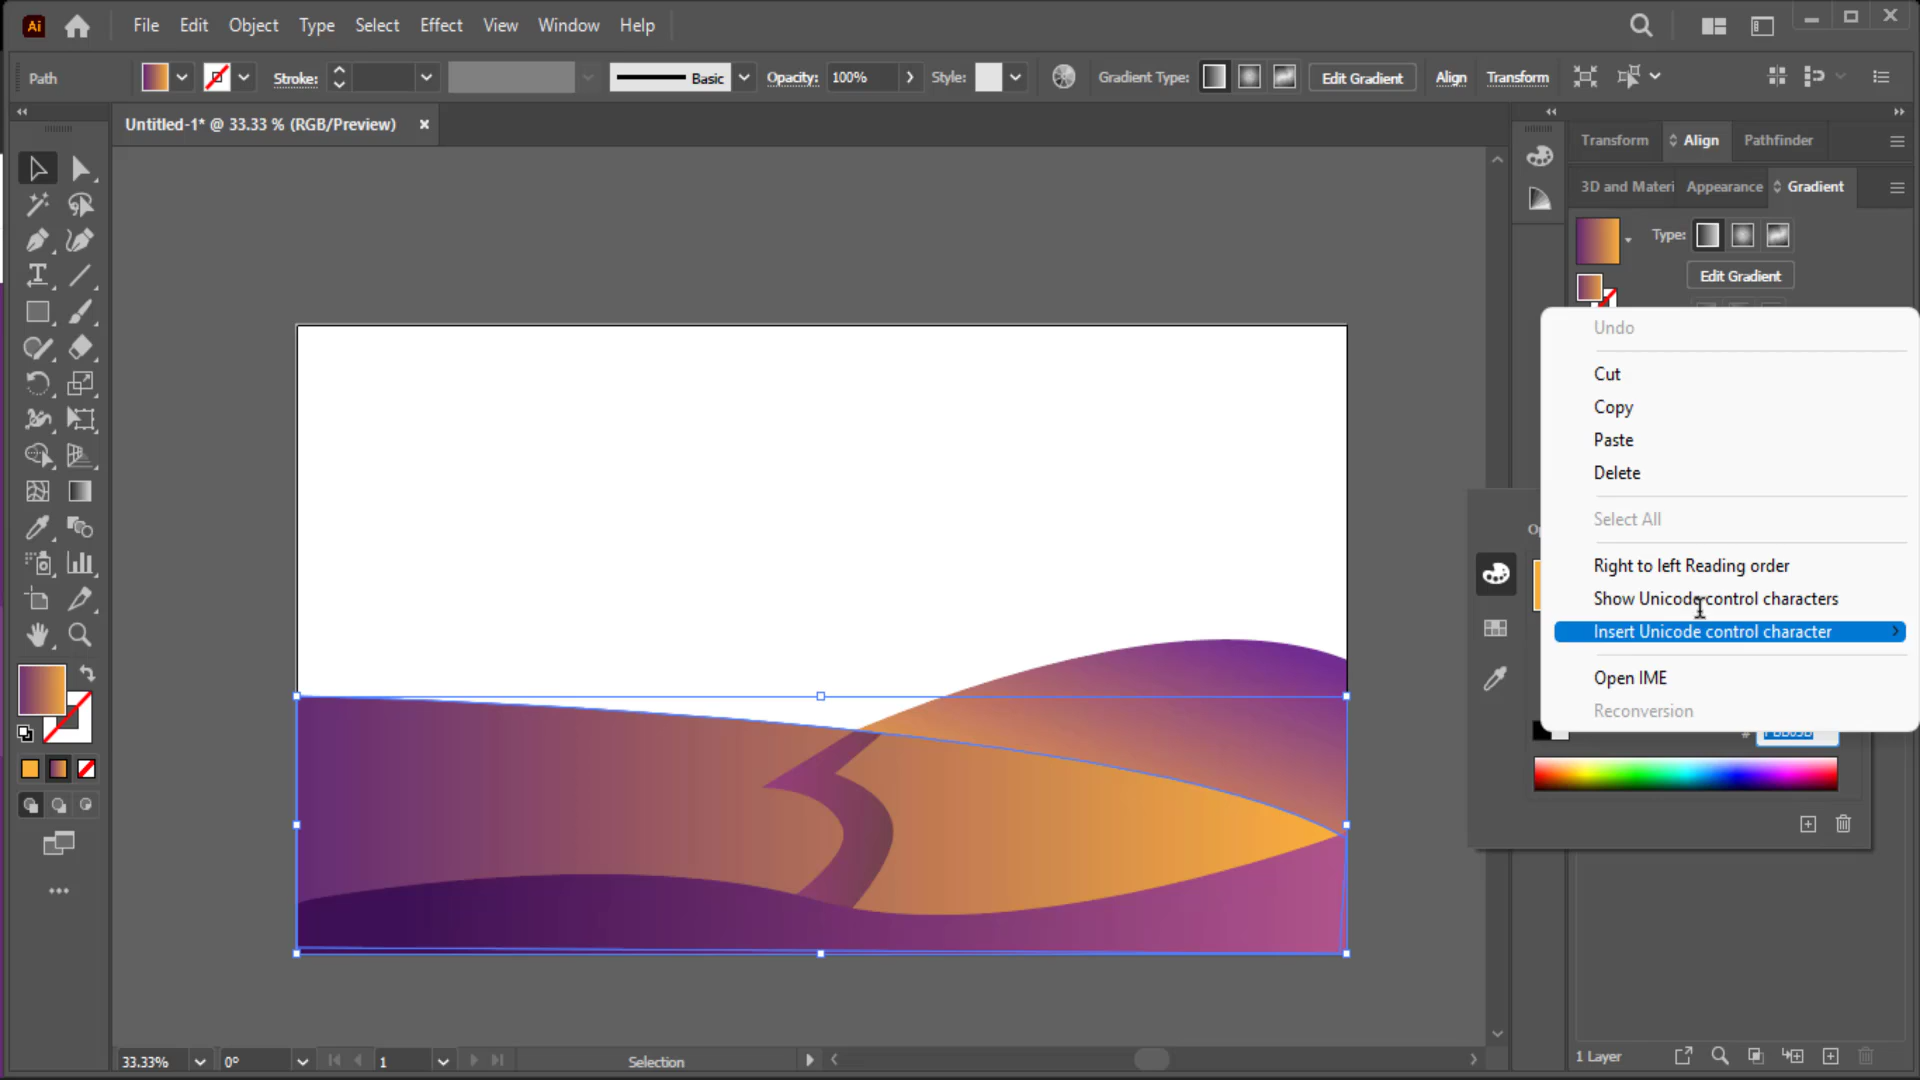 Ai File Edit Object Type Select Effect View Window Help
Path Stroke: Basic Opacity: 100% Style: Gradient Type: Edit Gradient Align Transform
Untitled-1* @ 33.33 % (RGB/Preview) ×
Transform Align Pathfinder
3D and Materi Appearance Gradient
Type:
Edit Gradient
Undo
Cut
Copy
Paste
Delete
Select All
Right to left Reading order
Show Unicode control characters
Insert Unicode control character
Open IME
Reconversion
#
33.33% 0° 1 Selection
1 Layer